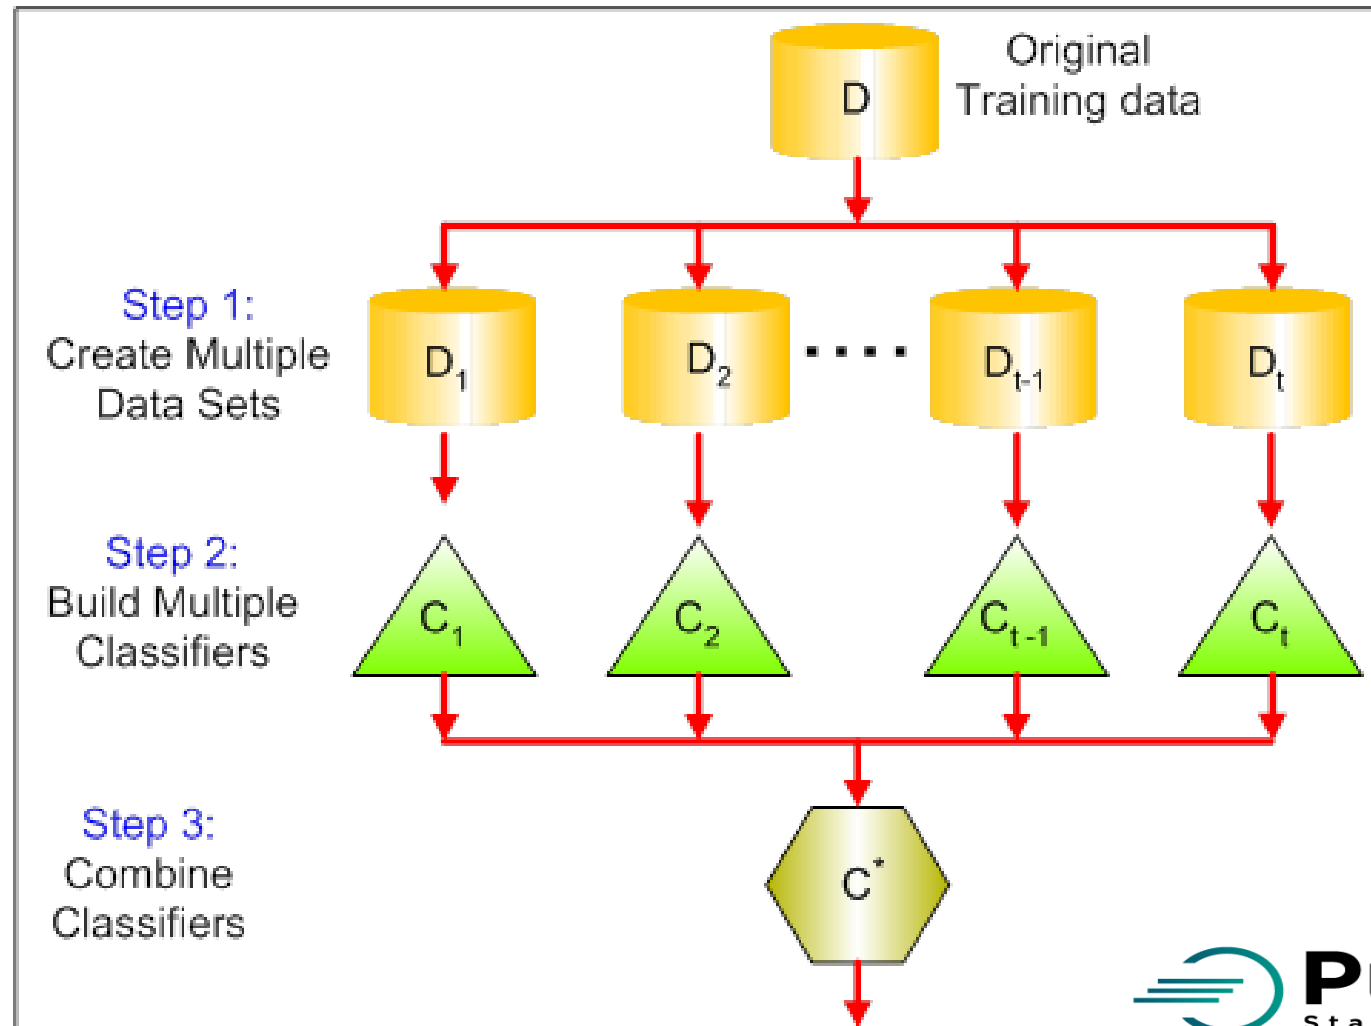 D
Original
Training data
Step 1:
Create Multiple
Data Sets
D₁
D₂
....
Dₜ₋₁
Dₜ
Step 2:
Build Multiple
Classifiers
C₁
C₂
Cₜ₋₁
Cₜ
Step 3:
Combine
Classifiers
C*